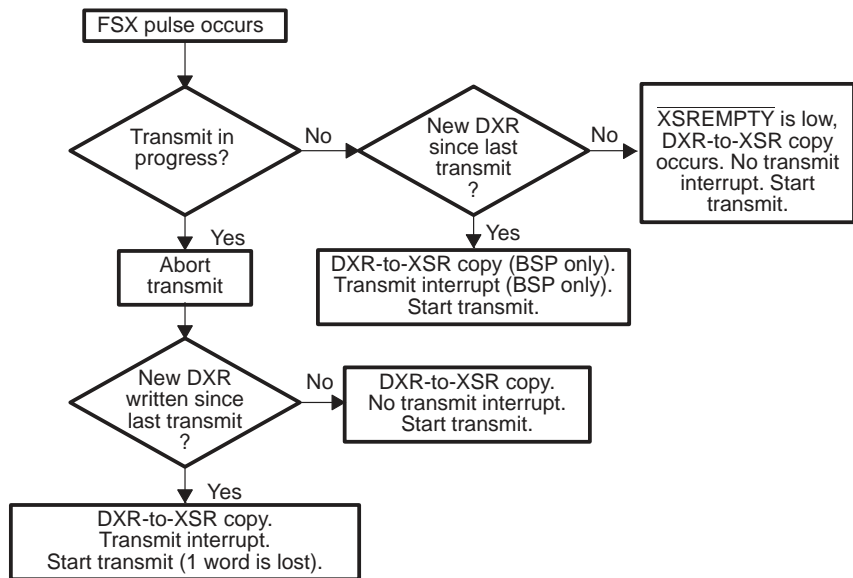 FSX pulse occurs
Transmit in
progress?
No
New DXR
since last
transmit
?
No
XSREMPTY is low,
DXR-to-XSR copy
occurs. No transmit
interrupt. Start
transmit.
Yes
Yes
Abort
transmit
DXR-to-XSR copy (BSP only).
Transmit interrupt (BSP only).
Start transmit.
New DXR
written since
last transmit
?
No
DXR-to-XSR copy.
No transmit interrupt.
Start transmit.
Yes
DXR-to-XSR copy.
Transmit interrupt.
Start transmit (1 word is lost).